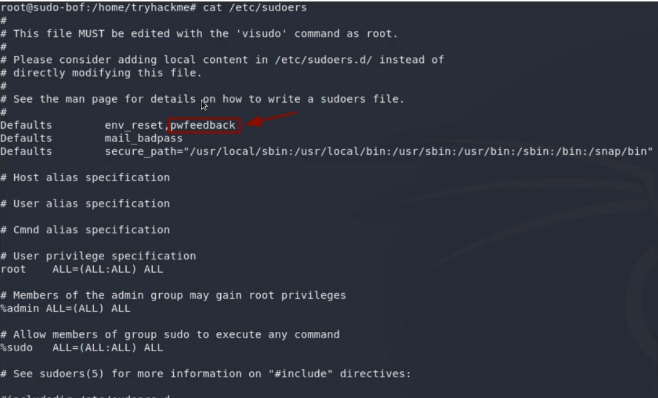 root@sudo-bof:/home/tryhackme# cat /etc/sudoers
#
# This file MUST be edited with the 'visudo' command as root.
#
# Please consider adding local content in /etc/sudoers.d/ instead of
# directly modifying this file.
#
# See the man page for details on how to write a sudoers file.
#
Defaults        env_reset,pwfeedback
Defaults        mail_badpass
Defaults        secure_path="/usr/local/sbin:/usr/local/bin:/usr/sbin:/usr/bin:/sbin:/bin:/snap/bin"

# Host alias specification

# User alias specification

# Cmnd alias specification

# User privilege specification
root    ALL=(ALL:ALL) ALL

# Members of the admin group may gain root privileges
%admin ALL=(ALL) ALL

# Allow members of group sudo to execute any command
%sudo   ALL=(ALL:ALL) ALL

# See sudoers(5) for more information on "#include" directives: